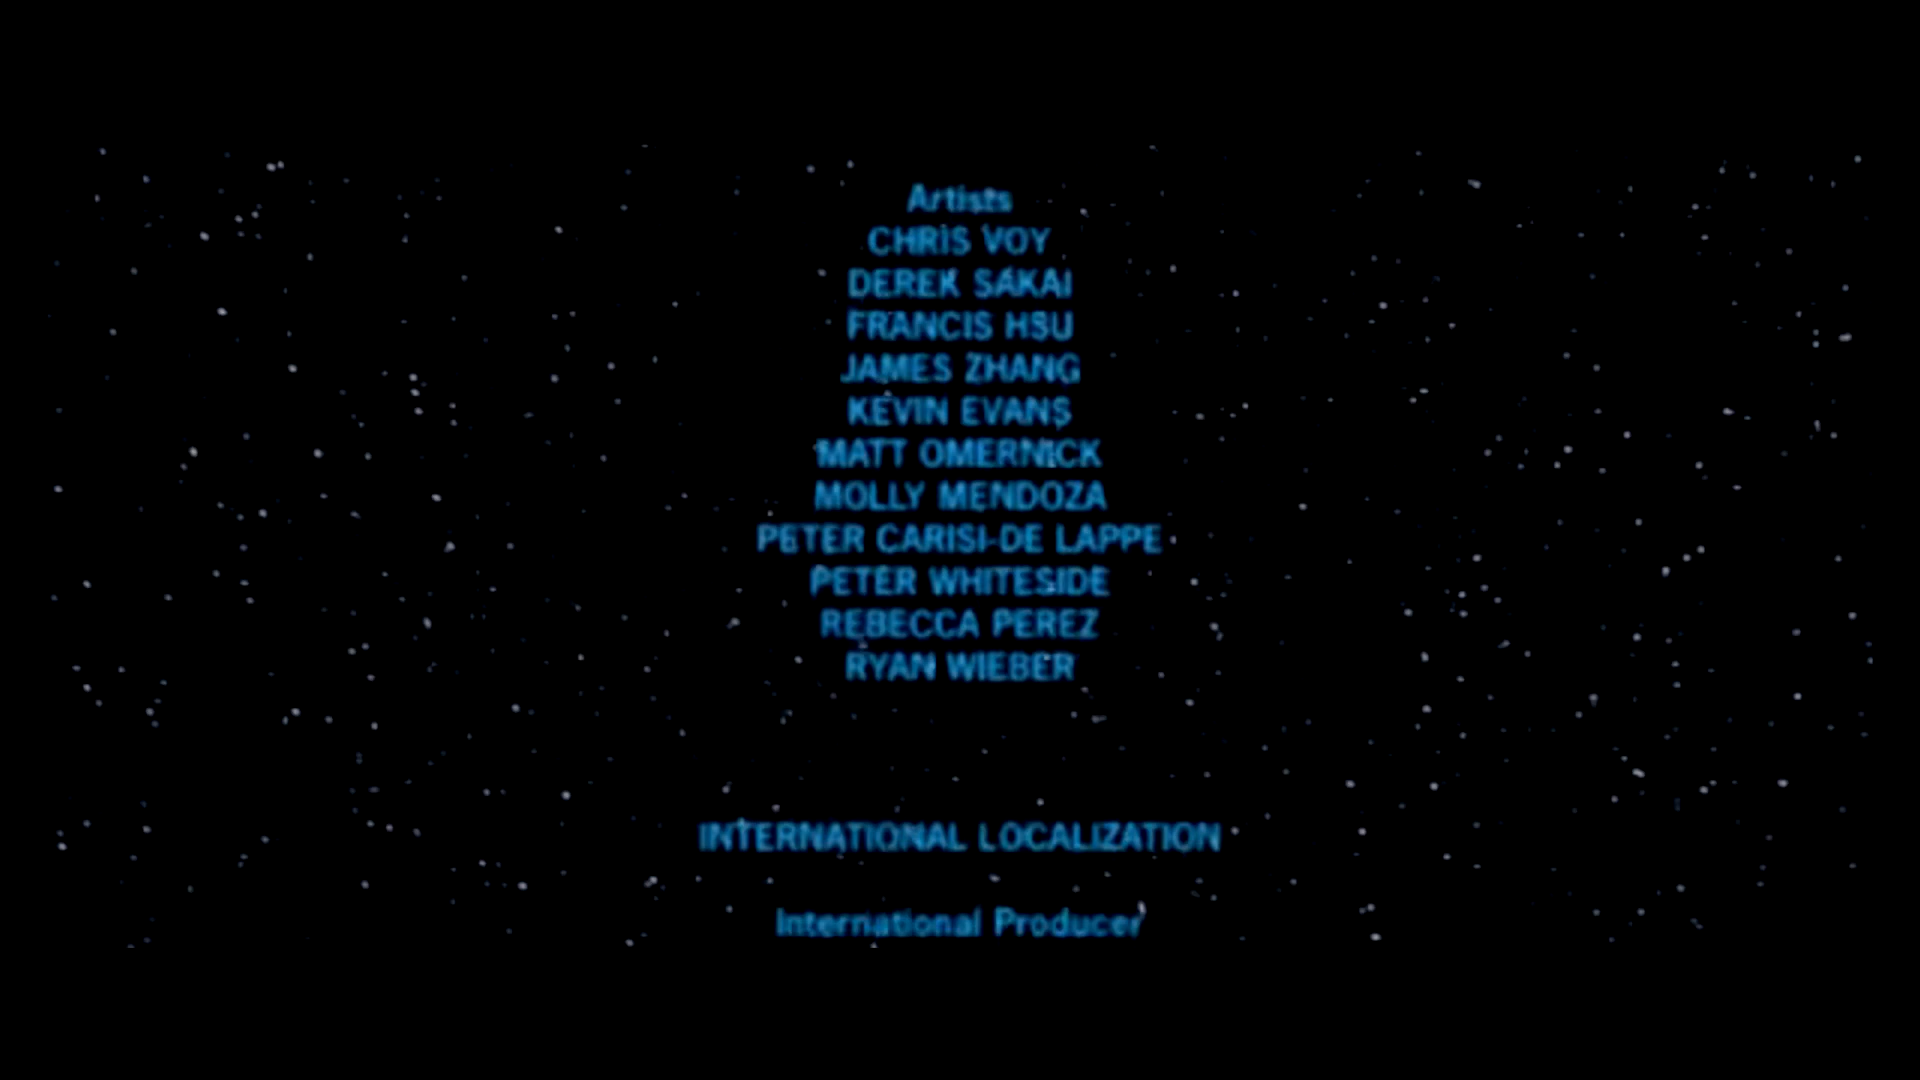 Artists
CHRIS VOY
DEREK SAKAI
FRANCIS HSU
JAMES ZHANG
KEVIN EVANS
MATT OMERNICK
MOLLY MENDOZA
PETER CARISI-DE LAPPE
PETER WHITESIDE
REBECCA PEREZ
RYAN WIEBER
INTERNATIONAL LOCALIZATION
International Producer